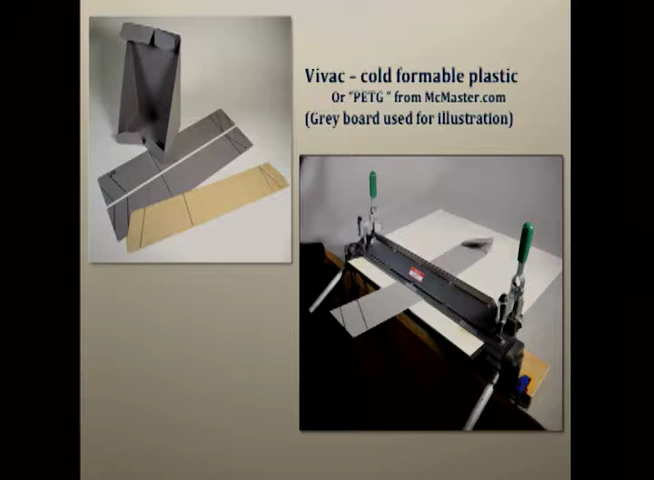 Vivac - cold formable plastic
Or "PETG " from McMaster.com
(Grey board used for illustration)